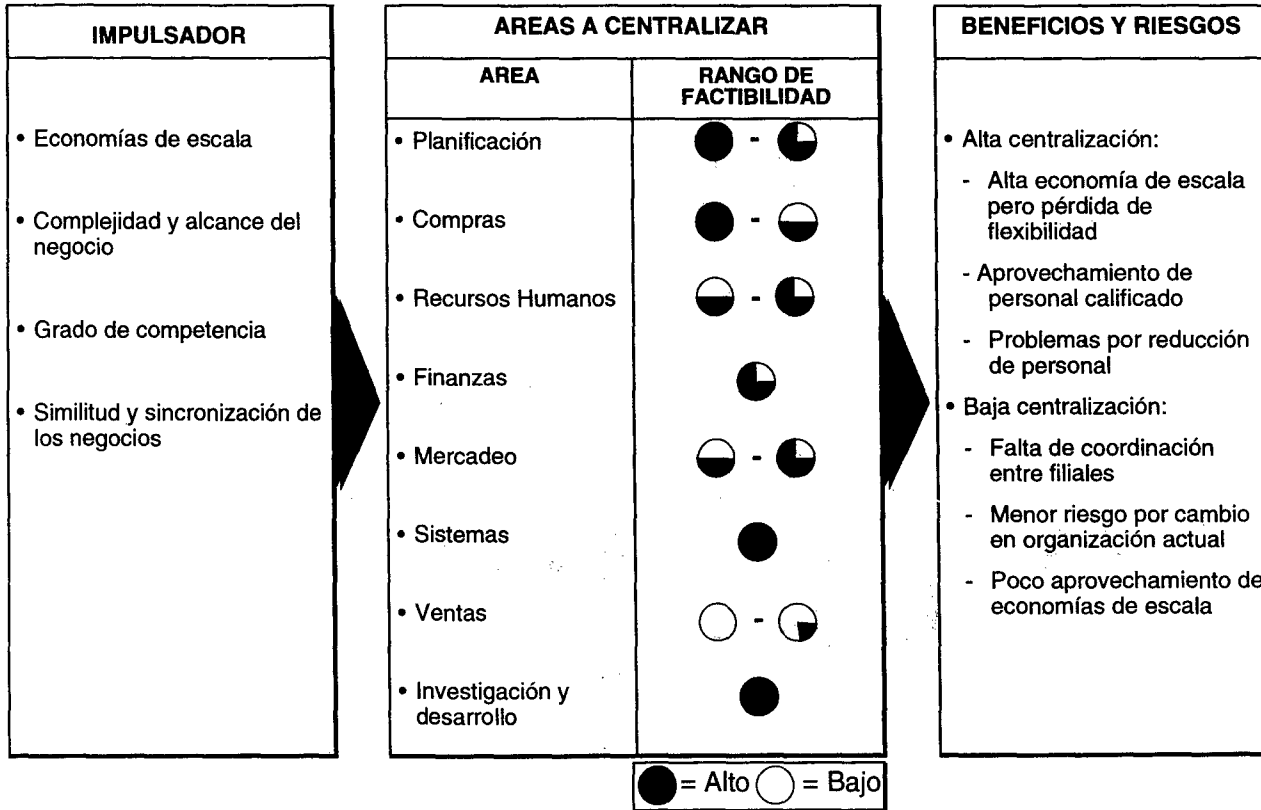 IMPULSADOR
• Economías de escala
• Complejidad y alcance del
negocio
• Grado de competencia
• Similitud y sincronización de
los negocios
AREAS A CENTRALIZAR
AREA
RANGO DE
FACTIBILIDAD
• Planificación
-
• Compras
-
• Recursos Humanos
-
• Finanzas
• Mercadeo
-
• Sistemas
• Ventas
-
• Investigación y
desarrollo
= Alto = Bajo
BENEFICIOS Y RIESGOS
• Alta centralización:
- Alta economía de escala
pero pérdida de
flexibilidad
- Aprovechamiento de
personal calificado
- Problemas por reducción
de personal
• Baja centralización:
- Falta de coordinación
entre filiales
- Menor riesgo por cambio
en organización actual
- Poco aprovechamiento de
economías de escala